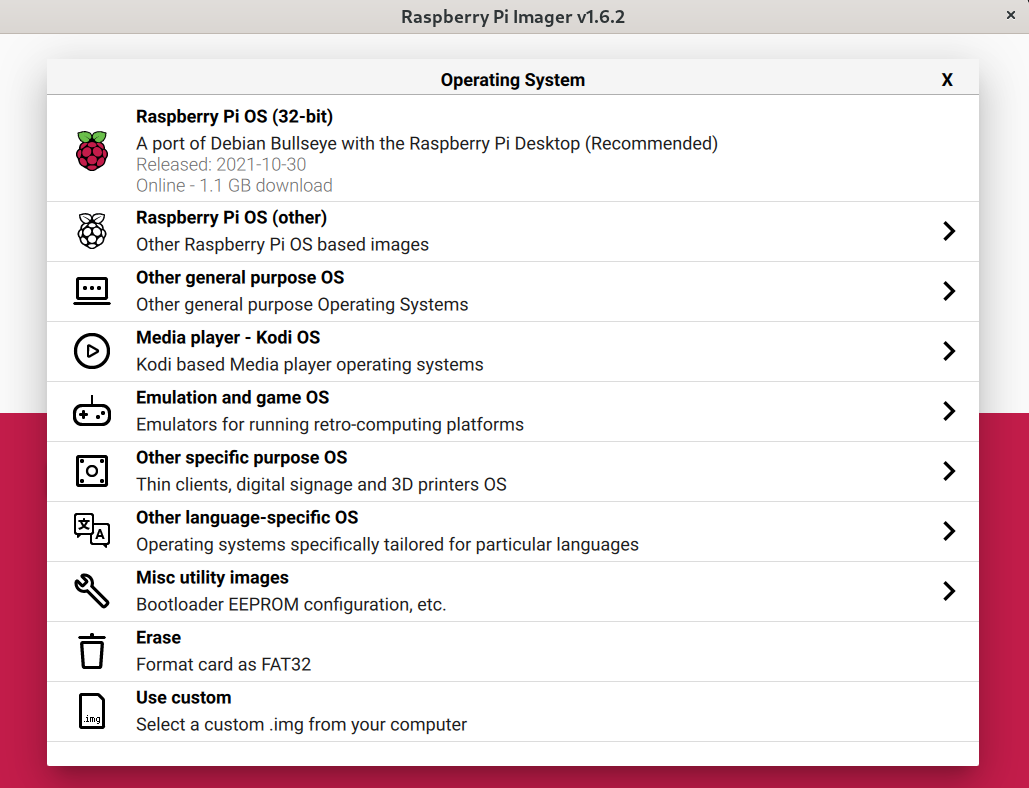 Raspberry Pi Imager v1.6.2
×
Operating System
X
Raspberry Pi OS (32-bit)
A port of Debian Bullseye with the Raspberry Pi Desktop (Recommended)
Released: 2021-10-30
Online - 1.1 GB download
Raspberry Pi OS (other)
Other Raspberry Pi OS based images
Other general purpose OS
Other general purpose Operating Systems
Media player - Kodi OS
Kodi based Media player operating systems
Emulation and game OS
Emulators for running retro-computing platforms
Other specific purpose OS
Thin clients, digital signage and 3D printers OS
文 A
Other language-specific OS
Operating systems specifically tailored for particular languages
Misc utility images
Bootloader EEPROM configuration, etc.
Erase
Format card as FAT32
.img
Use custom
Select a custom .img from your computer